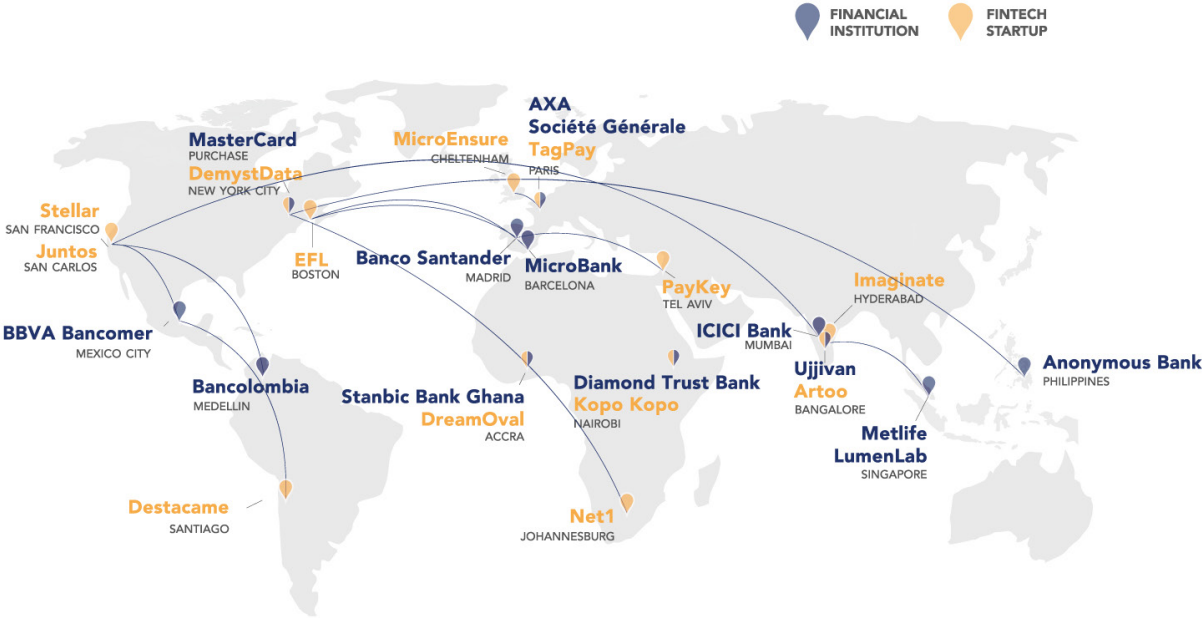 FINANCIAL
INSTITUTION
FINTECH
STARTUP
AXA
Société Générale
TagPay
PARIS
MasterCard
PURCHASE
DemystData
NEW YORK CITY
MicroEnsure
CHELTENHAM
Stellar
SAN FRANCISCO
Juntos
SAN CARLOS
EFL
BOSTON
Banco Santander
MADRID
MicroBank
BARCELONA
PayKey
TEL AVIV
Imaginate
HYDERABAD
BBVA Bancomer
MEXICO CITY
ICICI Bank
MUMBAI
Bancolombia
MEDELLIN
Stanbic Bank Ghana
DreamOval
ACCRA
Diamond Trust Bank
Kopo Kopo
NAIROBI
Ujjivan
Artoo
BANGALORE
Anonymous Bank
PHILIPPINES
Metlife
LumenLab
SINGAPORE
Destacame
SANTIAGO
Net1
JOHANNESBURG